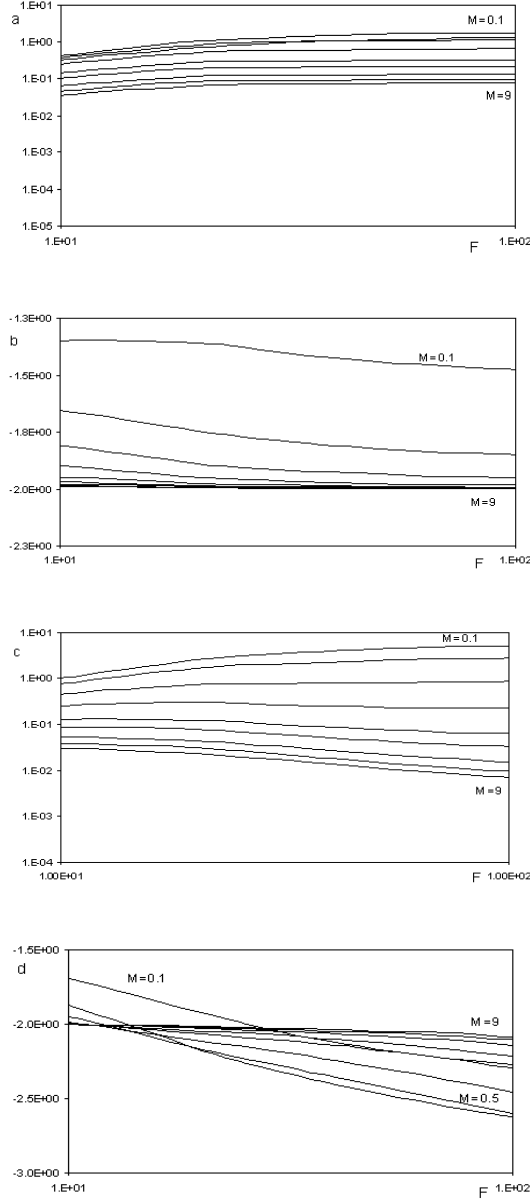 a
1.E+01
1.E+00
1.E-01
1.E-02
1.E-03
1.E-04
1.E-05
M=0.1
M=9
1.E+01
F
1.E+02
b
-1.3E+00
-1.5E+00
-1.8E+00
-2.0E+00
-2.3E+00
M=0.1
M=9
1.E+01
F
1.E+02
c
1.E+01
1.E+00
1.E-01
1.E-02
1.E-03
1.E-04
M=0.1
M=9
1.00E+01
F
1.00E+02
d
-1.5E+00
-2.0E+00
-2.5E+00
-3.0E+00
M=0.1
M=9
M=0.5
1.E+01
F
1.E+02